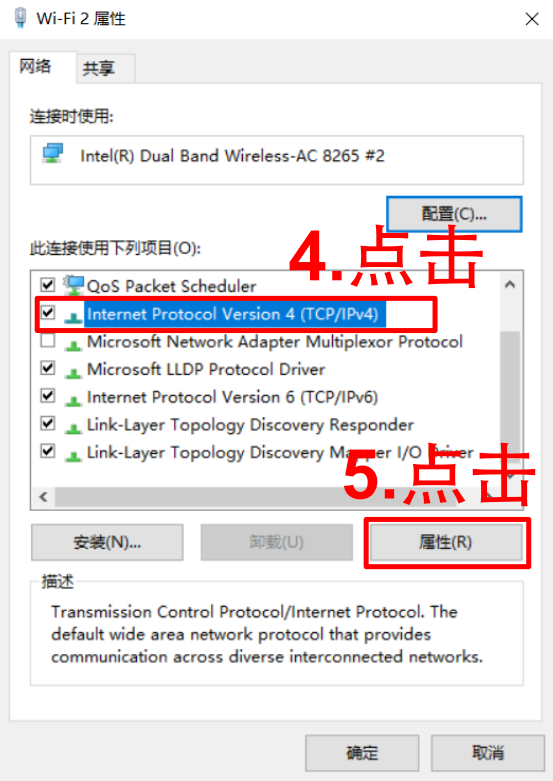 Wi-Fi 2 属性
网络
共享
连接时使用:
Intel(R) Dual Band Wireless-AC 8265 #2
配置(C)...
此连接使用下列项目(O):
4.点击
QoS Packet Scheduler
Internet Protocol Version 4 (TCP/IPv4)
Microsoft Network Adapter Multiplexor Protocol
Microsoft LLDP Protocol Driver
Internet Protocol Version 6 (TCP/IPv6)
Link-Layer Topology Discovery Responder
Link-Layer Topology Discovery Mapper I/O Driver
5.点击
安装(N)...
卸载(U)
属性(R)
描述
Transmission Control Protocol/Internet Protocol. The
default wide area network protocol that provides
communication across diverse interconnected networks.
确定
取消